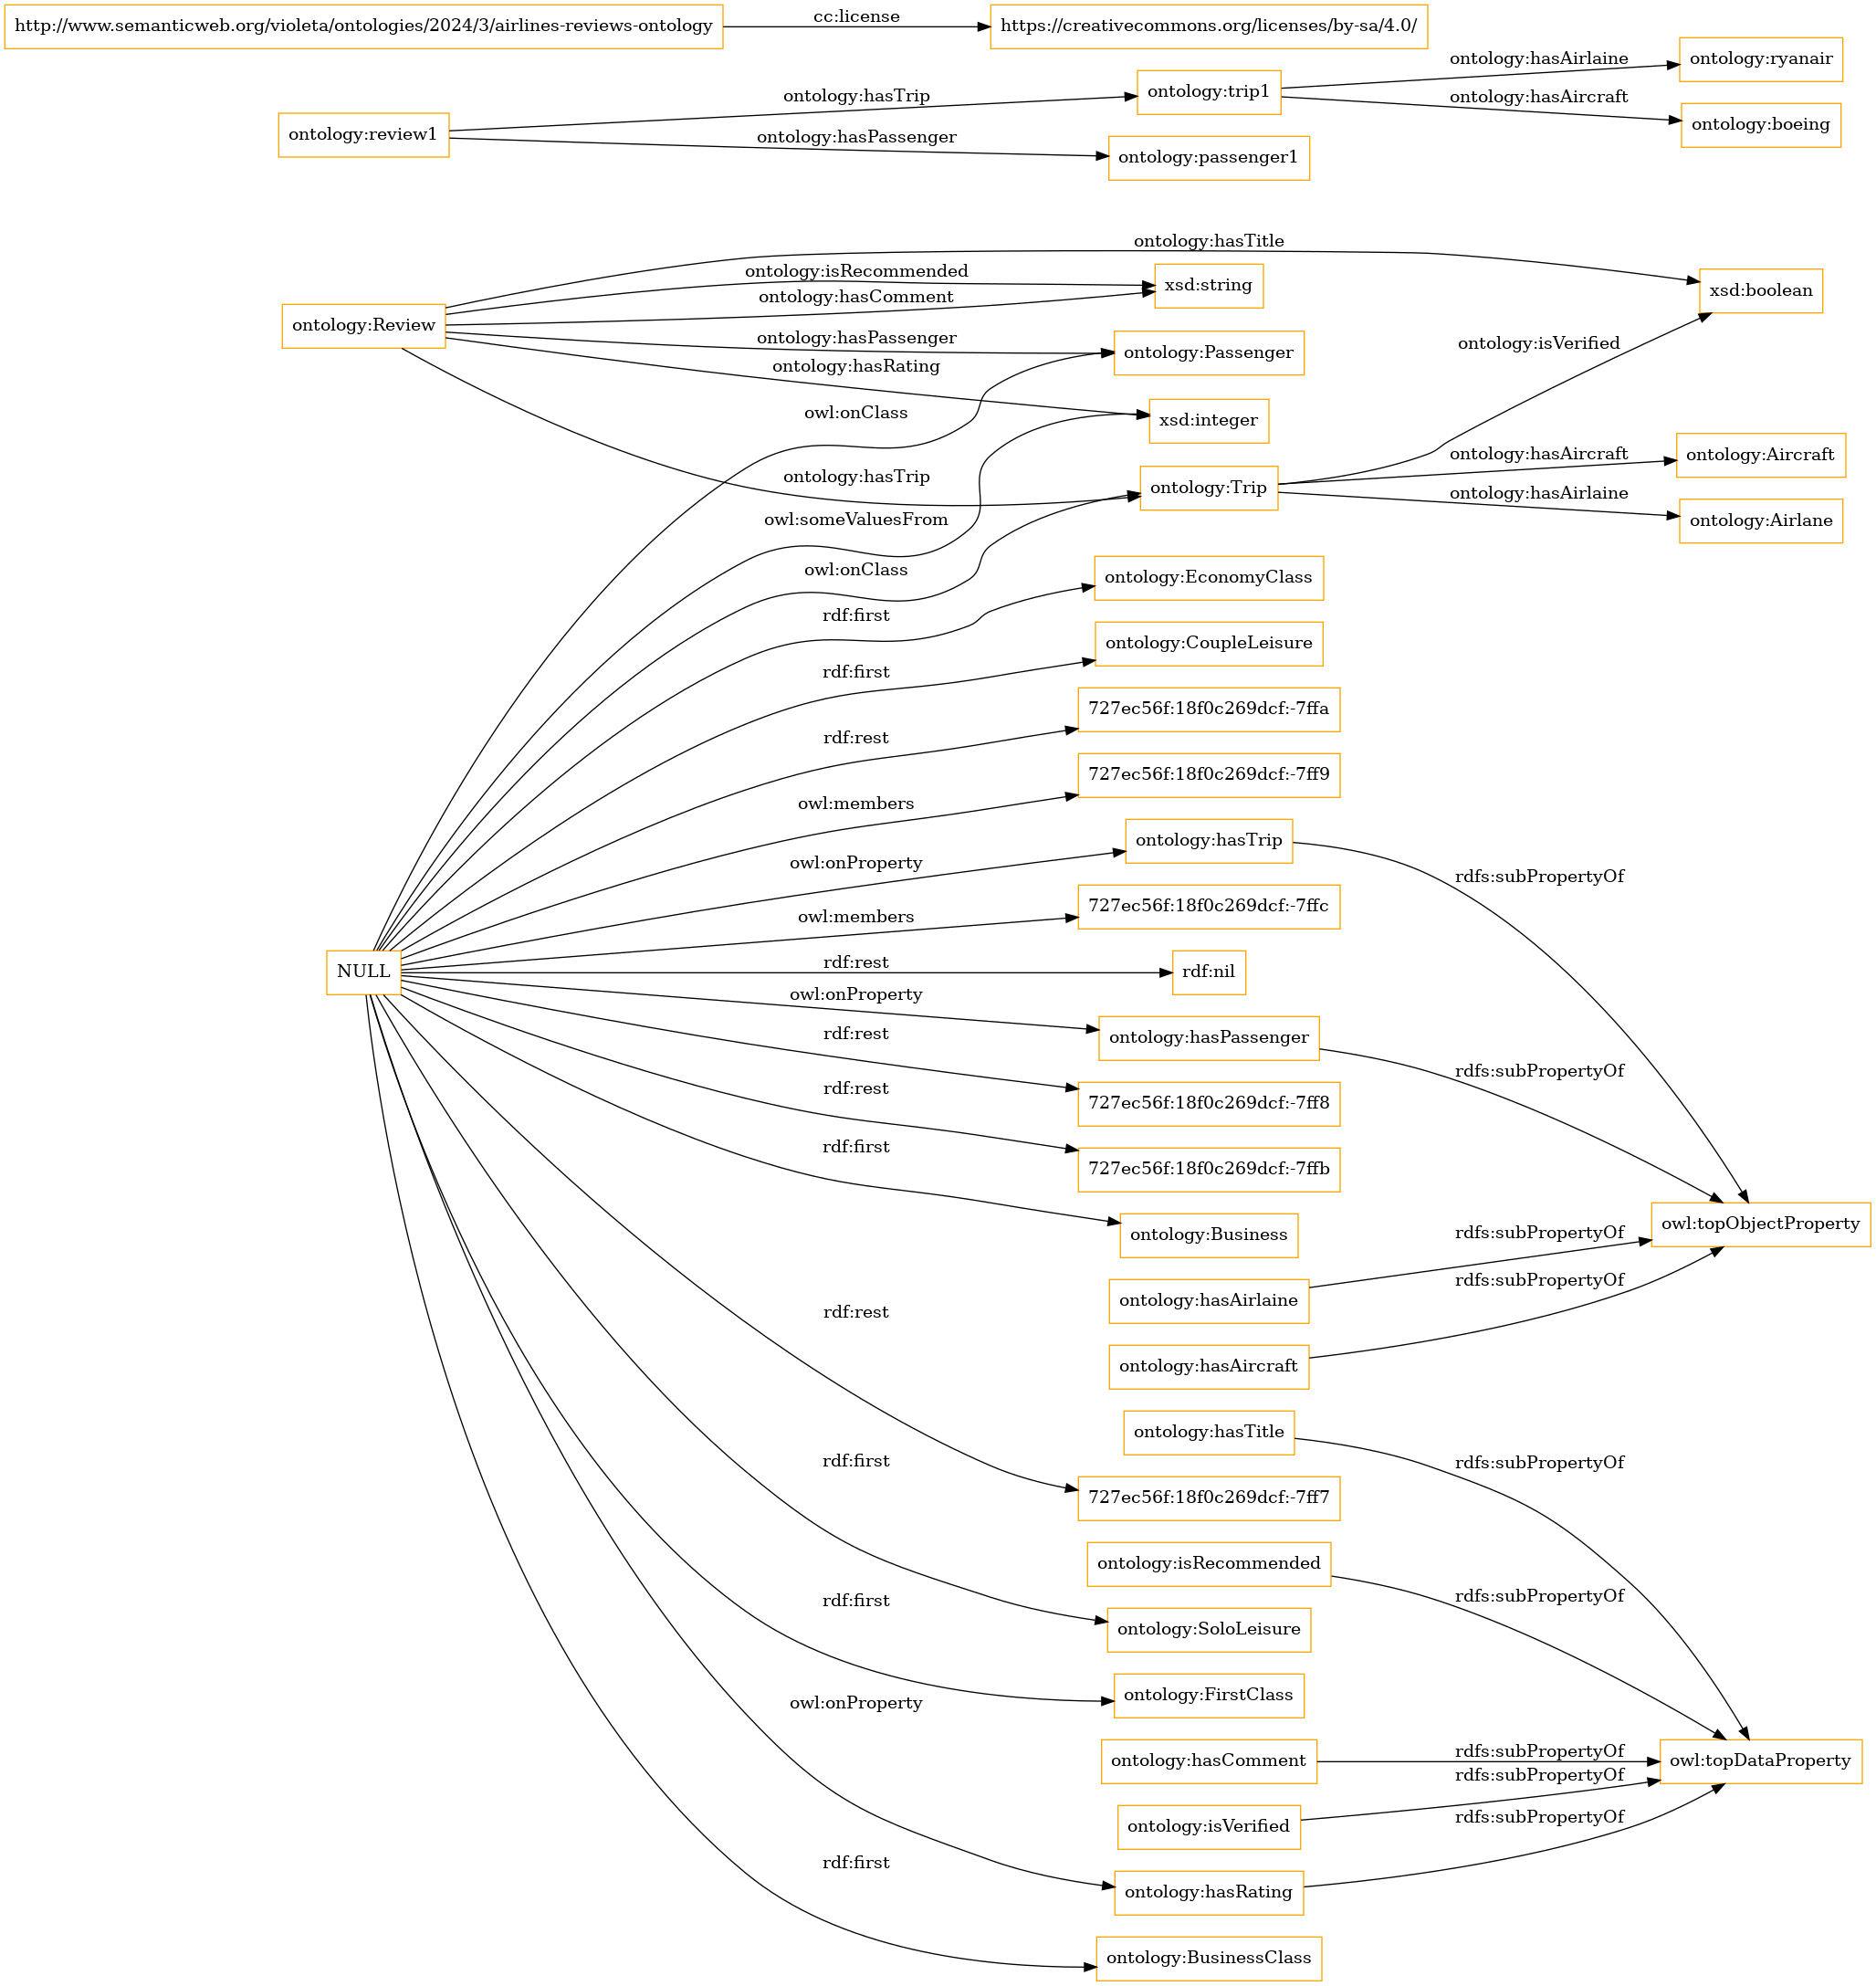 http://www.semanticweb.org/violeta/ontologies/2024/3/airlines-reviews-ontology
cc:license
https://creativecommons.org/licenses/by-sa/4.0/
ontology:review1
ontology:hasTrip
ontology:trip1
ontology:hasAirlaine
ontology:ryanair
ontology:hasAircraft
ontology:boeing
ontology:hasPassenger
ontology:passenger1
ontology:Review
ontology:hasTitle
xsd:boolean
ontology:isRecommended
xsd:string
ontology:hasComment
ontology:hasPassenger
ontology:Passenger
ontology:hasRating
xsd:integer
ontology:hasTrip
ontology:Trip
ontology:isVerified
ontology:hasAircraft
ontology:Aircraft
ontology:hasAirlaine
ontology:Airlane
NULL
owl:onClass
owl:someValuesFrom
owl:onClass
rdf:first
ontology:EconomyClass
rdf:first
ontology:CoupleLeisure
rdf:rest
727ec56f:18f0c269dcf:-7ffa
owl:members
727ec56f:18f0c269dcf:-7ff9
owl:onProperty
ontology:hasTrip
rdfs:subPropertyOf
owl:members
727ec56f:18f0c269dcf:-7ffc
rdf:rest
rdf:nil
owl:onProperty
ontology:hasPassenger
rdfs:subPropertyOf
rdf:rest
727ec56f:18f0c269dcf:-7ff8
rdf:rest
727ec56f:18f0c269dcf:-7ffb
rdf:first
ontology:Business
owl:topObjectProperty
ontology:hasAirlaine
rdfs:subPropertyOf
ontology:hasAircraft
rdfs:subPropertyOf
ontology:hasTitle
rdfs:subPropertyOf
rdf:rest
727ec56f:18f0c269dcf:-7ff7
ontology:isRecommended
rdfs:subPropertyOf
rdf:first
ontology:SoloLeisure
rdf:first
ontology:FirstClass
ontology:hasComment
rdfs:subPropertyOf
owl:topDataProperty
ontology:isVerified
rdfs:subPropertyOf
owl:onProperty
ontology:hasRating
rdfs:subPropertyOf
rdf:first
ontology:BusinessClass